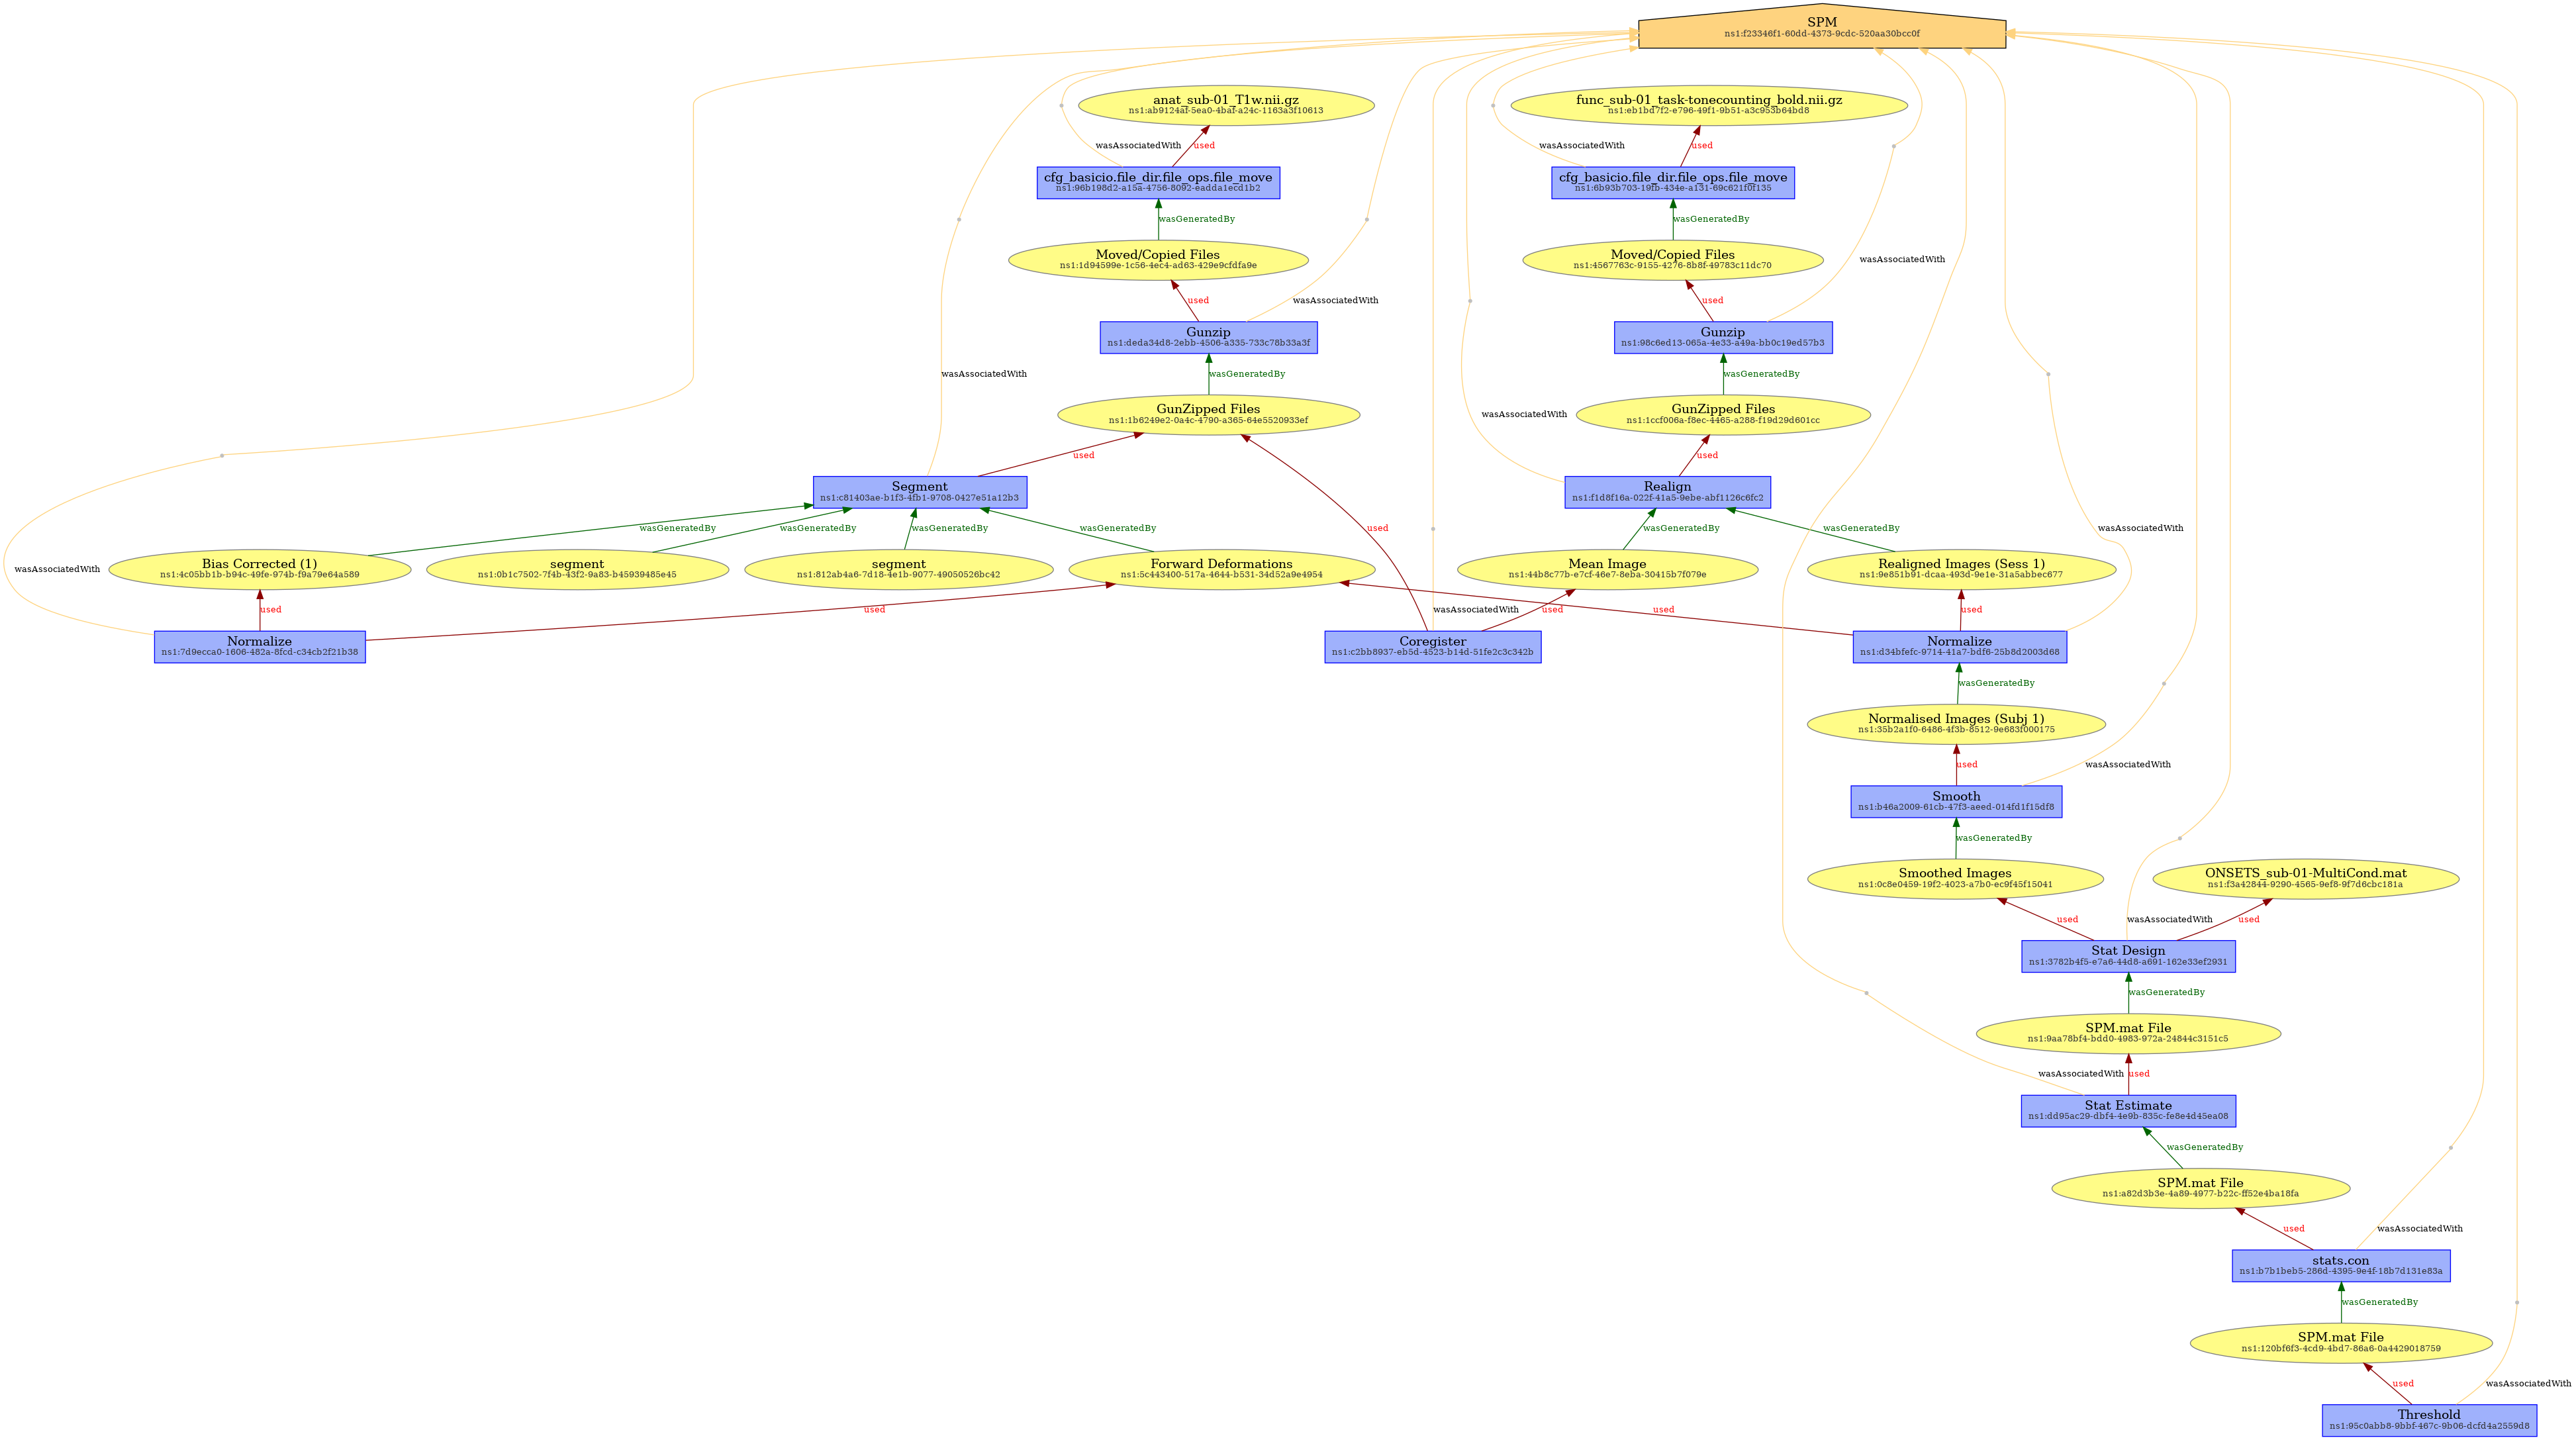 SPM
ns1:f23346f1-60dd-4373-9cdc-520aa30bcc0f
anat_sub-01_T1w.nii.gz
ns1:ab9124af-5ea0-4baf-a24c-1163a3f10613
func_sub-01_task-tonecounting_bold.nii.gz
ns1:eb1bd7f2-e796-49f1-9b51-a3c953b64bd8
wasAssociatedWith
used
wasAssociatedWith
used
cfg_basicio.file_dir.file_ops.file_move
ns1:96b198d2-a15a-4756-8092-eadda1ecd1b2
cfg_basicio.file_dir.file_ops.file_move
ns1:6b93b703-19fb-434e-a131-69c621f0f135
wasGeneratedBy
wasGeneratedBy
Moved/Copied Files
ns1:1d94599e-1c56-4ec4-ad63-429e9cfdfa9e
Moved/Copied Files
ns1:4567763c-9155-4276-8b8f-49783c11dc70
wasAssociatedWith
used
wasAssociatedWith
used
Gunzip
ns1:deda34d8-2ebb-4506-a335-733c78b33a3f
Gunzip
ns1:98c6ed13-065a-4e33-a49a-bb0c19ed57b3
wasAssociatedWith
wasGeneratedBy
wasGeneratedBy
GunZipped Files
ns1:1b6249e2-0a4c-4790-a365-64e5520933ef
GunZipped Files
ns1:1ccf006a-f8ec-4465-a288-f19d29d601cc
wasAssociatedWith
used
used
Segment
ns1:c81403ae-b1f3-4fb1-9708-0427e51a12b3
Realign
ns1:f1d8f16a-022f-41a5-9ebe-abf1126c6fc2
wasGeneratedBy
wasGeneratedBy
wasGeneratedBy
wasGeneratedBy
used
wasGeneratedBy
wasGeneratedBy
wasAssociatedWith
wasAssociatedWith
Bias Corrected (1)
ns1:4c05bb1b-b94c-49fe-974b-f9a79e64a589
segment
ns1:0b1c7502-7f4b-43f2-9a83-b45939485e45
segment
ns1:812ab4a6-7d18-4e1b-9077-49050526bc42
Forward Deformations
ns1:5c443400-517a-4644-b531-34d52a9e4954
Mean Image
ns1:44b8c77b-e7cf-46e7-8eba-30415b7f079e
Realigned Images (Sess 1)
ns1:9e851b91-dcaa-493d-9e1e-31a5abbec677
used
used
wasAssociatedWith
used
used
used
Normalize
ns1:7d9ecca0-1606-482a-8fcd-c34cb2f21b38
Coregister
ns1:c2bb8937-eb5d-4523-b14d-51fe2c3c342b
Normalize
ns1:d34bfefc-9714-41a7-bdf6-25b8d2003d68
wasGeneratedBy
Normalised Images (Subj 1)
ns1:35b2a1f0-6486-4f3b-8512-9e683f000175
used
wasAssociatedWith
Smooth
ns1:b46a2009-61cb-47f3-aeed-014fd1f15df8
wasGeneratedBy
Smoothed Images
ns1:0c8e0459-19f2-4023-a7b0-ec9f45f15041
ONSETS_sub-01-MultiCond.mat
ns1:f3a42844-9290-4565-9ef8-9f7d6cbc181a
used
wasAssociatedWith
used
Stat Design
ns1:3782b4f5-e7a6-44d8-a691-162e33ef2931
wasGeneratedBy
SPM.mat File
ns1:9aa78bf4-bdd0-4983-972a-24844c3151c5
wasAssociatedWith
used
Stat Estimate
ns1:dd95ac29-dbf4-4e9b-835c-fe8e4d45ea08
wasGeneratedBy
SPM.mat File
ns1:a82d3b3e-4a89-4977-b22c-ff52e4ba18fa
used
wasAssociatedWith
stats.con
ns1:b7b1beb5-286d-4395-9e4f-18b7d131e83a
wasGeneratedBy
SPM.mat File
ns1:120bf6f3-4cd9-4bd7-86a6-0a4429018759
used
wasAssociatedWith
Threshold
ns1:95c0abb8-9bbf-467c-9b06-dcfd4a2559d8